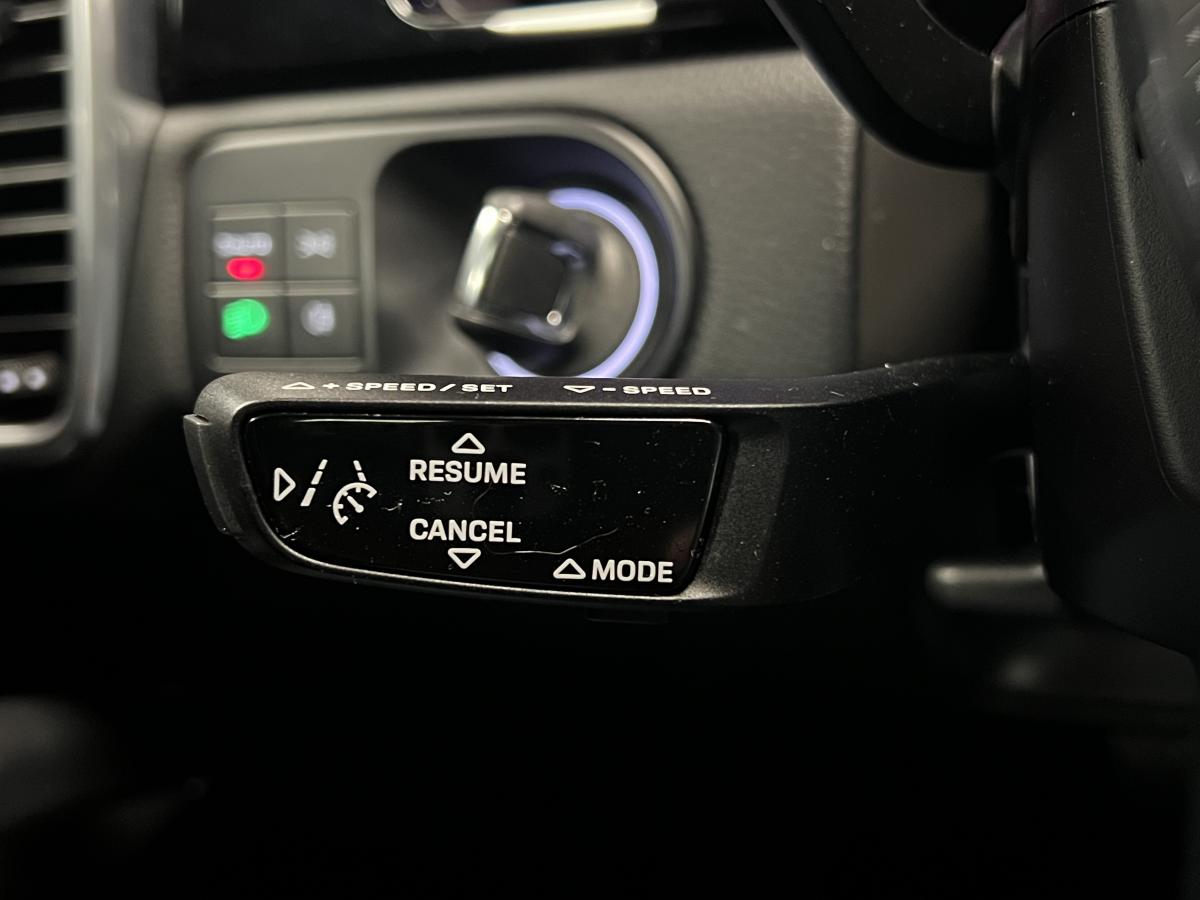 + SPEED / SET - SPEED
RESUME
CANCEL
MODE